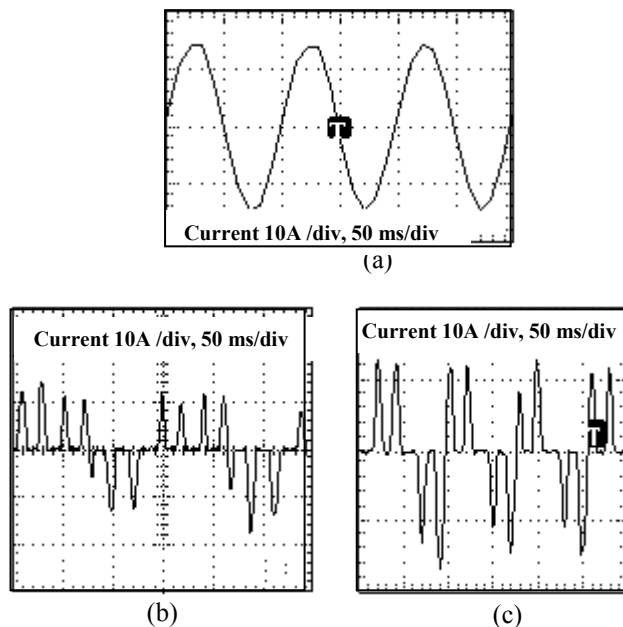 T
Current 10A /div, 50 ms/div
(a)
Current 10A /div, 50 ms/div
Current 10A /div, 50 ms/div
T
(b)
(c)